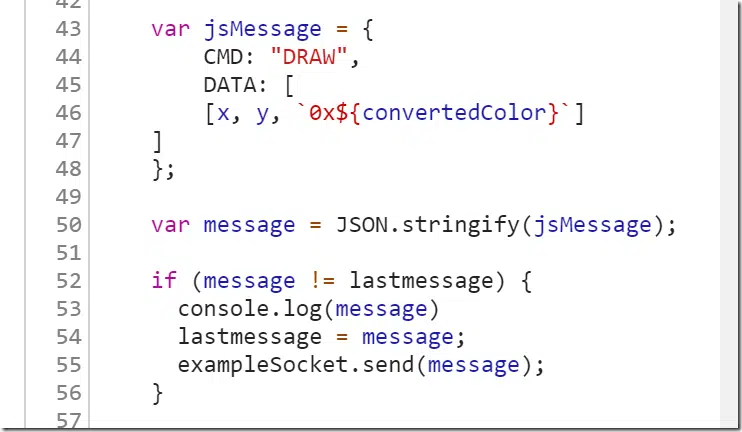 42
43 var jsMessage = {
44 CMD: "DRAW",
45 DATA: [
46 [x, y, `0x${convertedColor}`]
47 ]
48 };
49
50 var message = JSON.stringify(jsMessage);
51
52 if (message != lastmessage) {
53 console.log(message)
54 lastmessage = message;
55 exampleSocket.send(message);
56 }
57